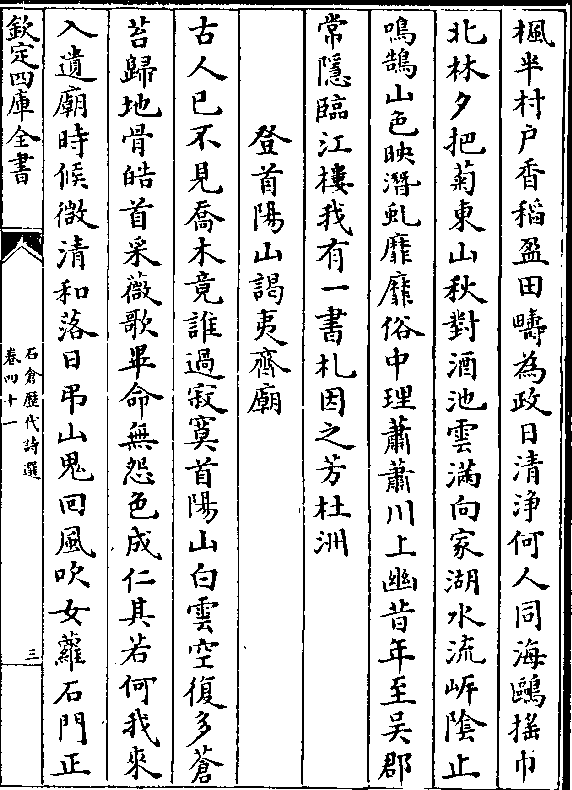 楓半村戸香稻盈田疇為政日清浄何人同海鷗揺巾
北林夕把菊東山秋對酒池雲滿向家湖水流岍陰止
鳴鵠山色映潛虬靡靡俗中理蕭蕭川上幽昔年至吴郡
常隱臨江樓我有一書札因之芳杜洲
登首陽山謁夷齊廟
古人已不見喬木竟誰過寂寞首陽山白雲空復多蒼
苔歸地骨皓首采薇歌畢命無怨色成仁其若何我來
入遺廟時候微清和落日弔山鬼回風吹女蘿石門正
欽定四庫全書
石倉歴代詩選
卷四十一
三